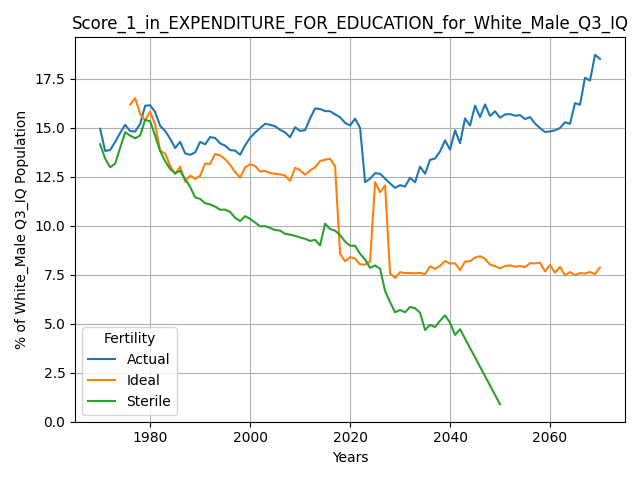 Score_1_in_EXPENDITURE_FOR_EDUCATION_for_White_Male_Q3_IQ
% of White_Male Q3_IQ Population
17.5
15.0
12.5
10.0
7.5
5.0
2.5
0.0
Fertility
Actual
Ideal
Sterile
1980
2000
2020
2040
2060
Years